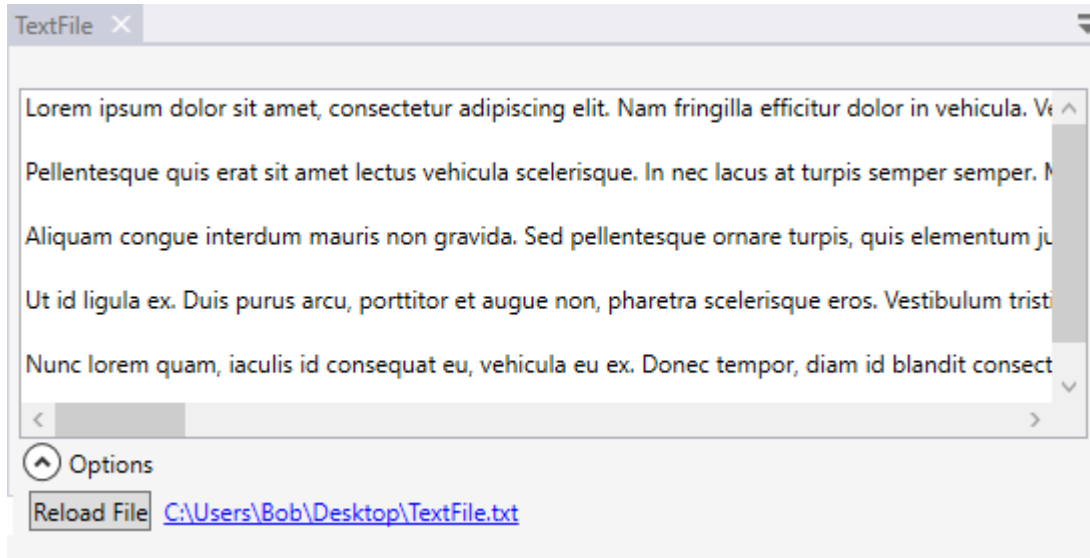 TextFile
Lorem ipsum dolor sit amet, consectetur adipiscing elit. Nam fringilla efficitur dolor in vehicula.
Pellentesque quis erat sit amet lectus vehicula scelerisque. In nec lacus at turpis semper semper.
Aliquam congue interdum mauris non gravida. Sed pellentesque ornare turpis, quis elementum ju
Ut id ligula ex. Duis purus arcu, porttitor et augue non, pharetra scelerisque eros. Vestibulum tristi
Nunc lorem quam, iaculis id consequat eu, vehicula eu ex. Donec tempor, diam id blandit consect
Options
Reload File C:\Users\Bob\Desktop\TextFile.txt